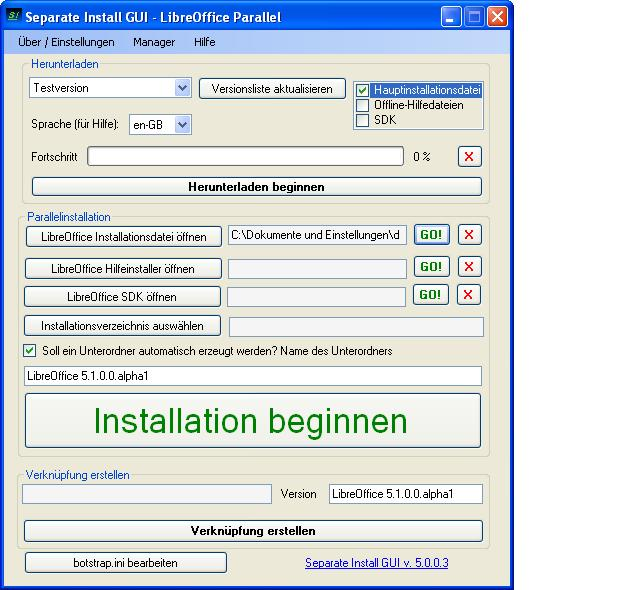 Separate Install GUI - LibreOffice Parallel
Über / Einstellungen Manager Hilfe
Herunterladen
Testversion Versionsliste aktualisieren
Hauptinstallationsdatei
Offline-Hilfedateien
SDK
Sprache (für Hilfe): en-GB
Fortschritt 0 % X
Herunterladen beginnen
Parallelinstallation
LibreOffice Installationsdatei öffnen C:\Dokumente und Einstellungen\d GO! X
LibreOffice Hilfeinstaller öffnen GO! X
LibreOffice SDK öffnen GO! X
Installationsverzeichnis auswählen
Soll ein Unterordner automatisch erzeugt werden? Name des Unterordners
LibreOffice 5.1.0.0.alpha1
Installation beginnen
Verknüpfung erstellen
Version LibreOffice 5.1.0.0.alpha1
Verknüpfung erstellen
botstrap.ini bearbeiten Separate Install GUI v. 5.0.0.3